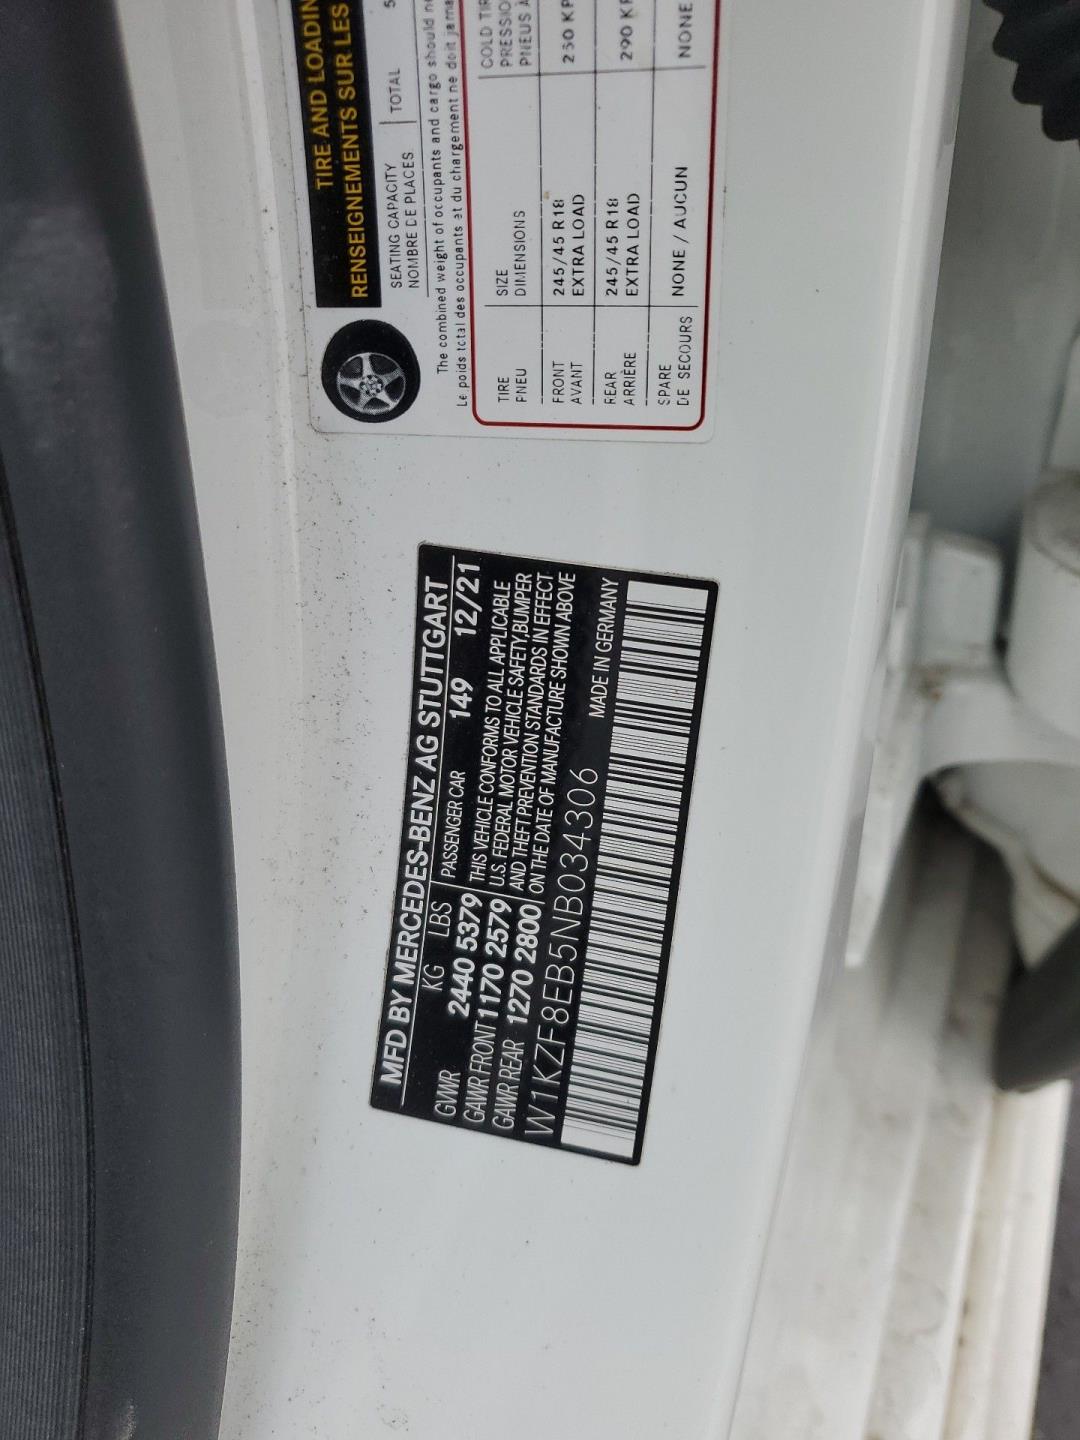 TIRE AND LOADIN
RENSEIGNEMENTS SUR LES
SEATING CAPACITY
NOMBRE DE PLACES
TOTAL
5
The combined weight of occupants and cargo should ne
Le poids total des occupants et du chargement ne doit jama
TIRE
PNEU
SIZE
DIMENSIONS
COLD TIR
PRESSIO
PNEUS À
FRONT
AVANT
245/45 R18
EXTRA LOAD
REAR
ARRIÈRE
245/45 R18
EXTRA LOAD
290 KP
SPARE
DE SECOURS
NONE / AUCUN
NONE
MFD BY MERCEDES-BENZ AG STUTTGART
KG LBS PASSENGER CAR 149 12/21
GVWR 2440 5379
GAWR FRONT 1170 2579
GAWR REAR 1270 2800
THIS VEHICLE CONFORMS TO ALL APPLICABLE
U.S. FEDERAL MOTOR VEHICLE SAFETY,BUMPER
AND THEFT PREVENTION STANDARDS IN EFFECT
ON THE DATE OF MANUFACTURE SHOWN ABOVE
W1KZF8EB5NB034306 MADE IN GERMANY